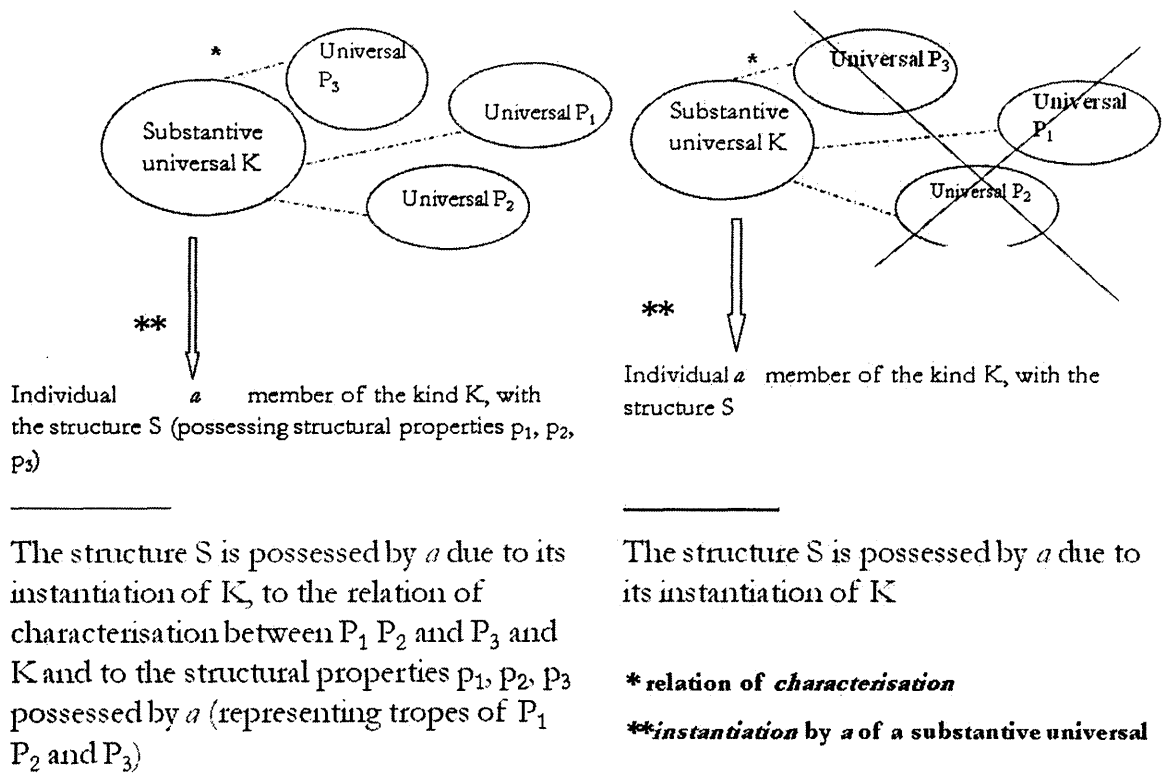 *
Universal
P₃
Universal P₁
Substantive
universal K
Universal P₂
**
Individual a member of the kind K, with
the structure S (possessing structural properties p₁, p₂,
p₃)
The structure S is possessed by a due to its
instantiation of K, to the relation of
characterisation between P₁ P₂ and P₃ and
K and to the structural properties p₁, p₂, p₃
possessed by a (representing tropes of P₁
P₂ and P₃)
*
Universal P₃
Universal
P₁
Substantive
universal K
Universal P₂
**
Individual a member of the kind K, with the
structure S
The structure S is possessed by a due to
its instantiation of K
* relation of characterisation
**instantiation by a of a substantive universal